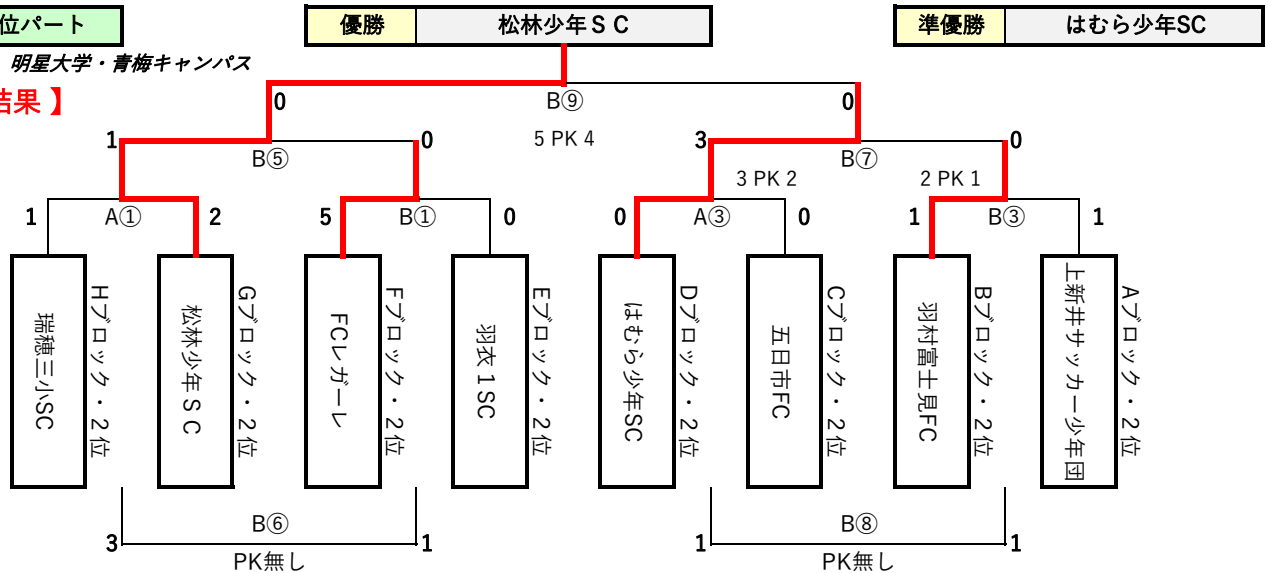 位パート
優勝
松林少年ＳＣ
準優勝
はむら少年SC
明星大学・青梅キャンパス
結果 】
0
B⑨
0
1
B⑤
0
5 PK 4
3
B⑦
0
3 PK 2
2 PK 1
1
A①
2
5
B①
0
0
A③
0
1
B③
1
瑞穂三小SC
Hブロック・２位
松林少年ＳＣ
Gブロック・２位
FCレガーレ
Fブロック・２位
羽衣１SC
Eブロック・２位
はむら少年SC
Dブロック・２位
五日市FC
Cブロック・２位
羽村富士見FC
Bブロック・２位
上新井サッカー少年団
Aブロック・２位
3
B⑥
1
PK無し
1
B⑧
1
PK無し